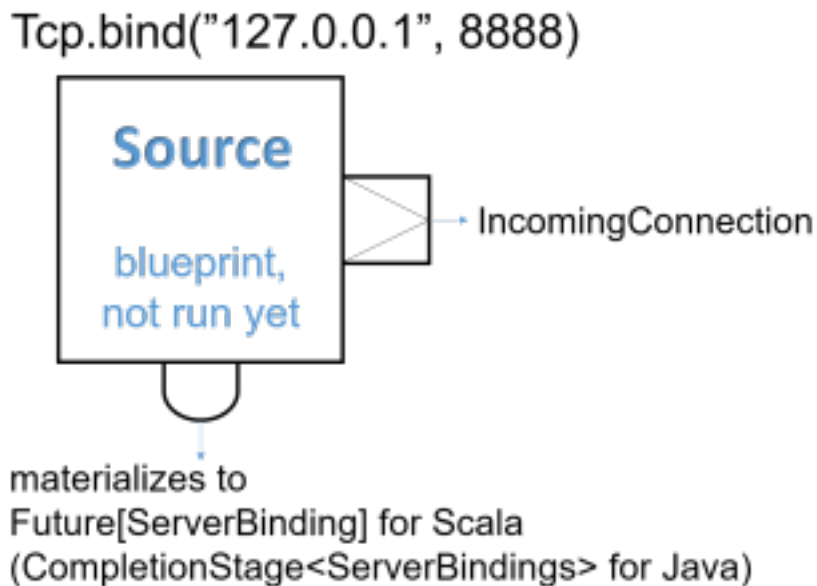 Tcp.bind(”127.0.0.1”, 8888)
Source
blueprint,
not run yet
IncomingConnection
materializes to
Future[ServerBinding] for Scala
(CompletionStage<ServerBindings> for Java)